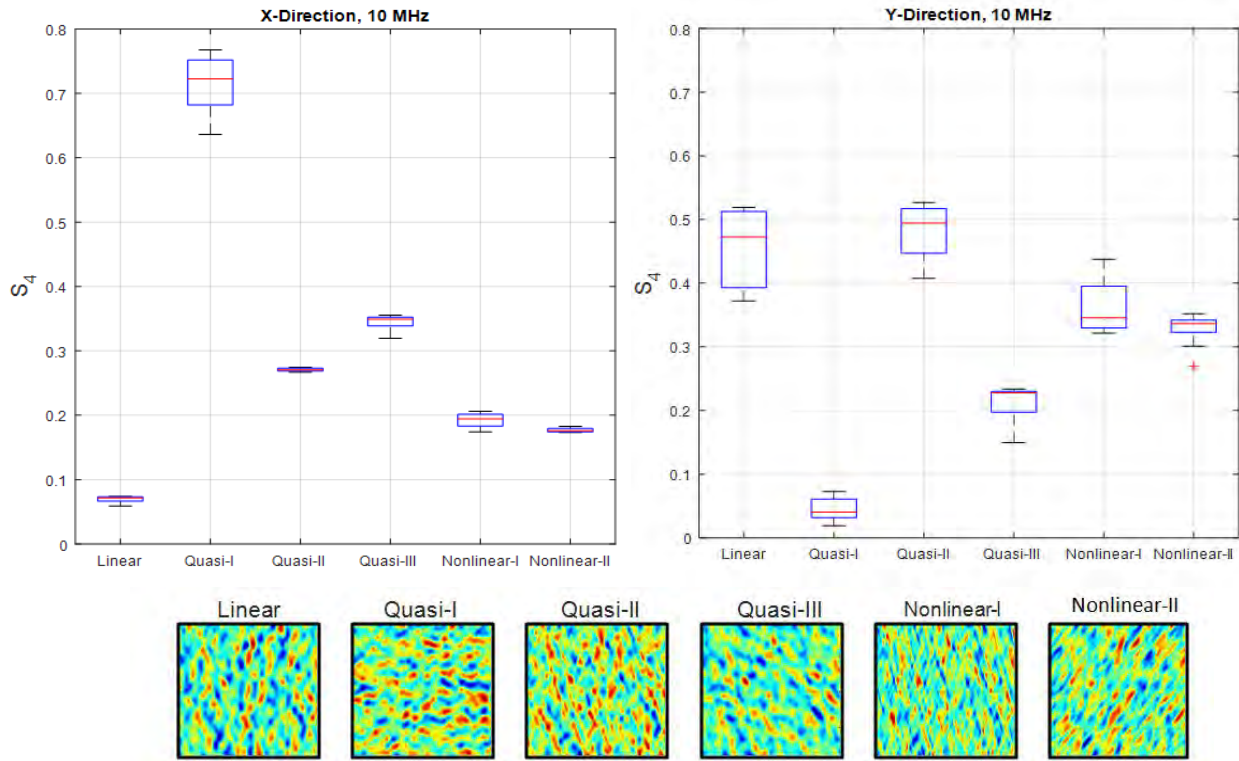 X-Direction, 10 MHz
0.8
0.7
0.6
0.5
0.4
0.3
0.2
0.1
0
S4
Linear Quasi-I Quasi-II Quasi-III Nonlinear-I Nonlinear-II
Y-Direction, 10 MHz
0.8
0.7
0.6
0.5
0.4
0.3
0.2
0.1
0
S4
Linear Quasi-I Quasi-II Quasi-III Nonlinear-I Nonlinear-II
Linear Quasi-I Quasi-II Quasi-III Nonlinear-I Nonlinear-II